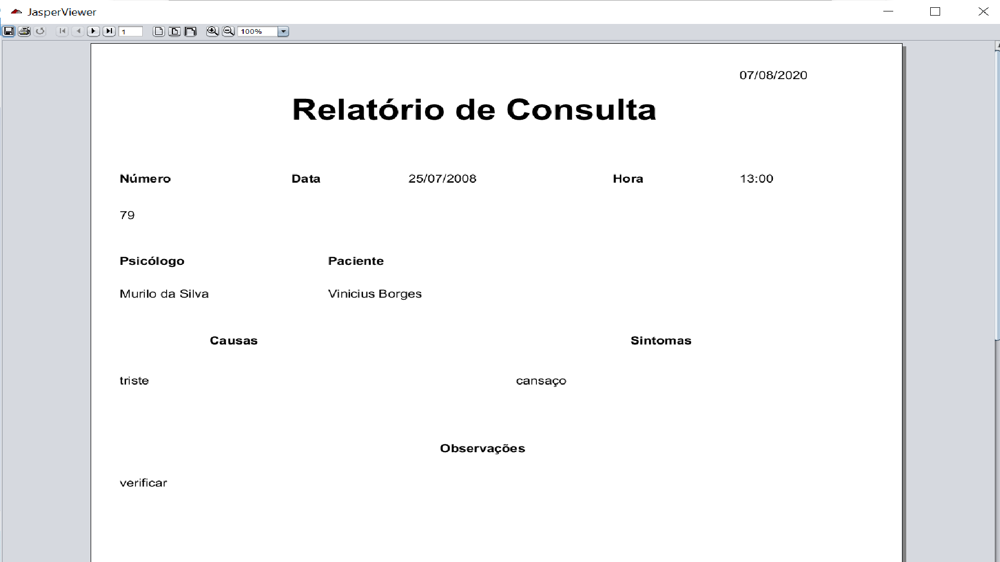 JasperViewer
1
100%
07/08/2020
Relatório de Consulta
Número Data 25/07/2008 Hora 13:00
79
Psicólogo Paciente
Murilo da Silva Vinicius Borges
Causas Sintomas
triste cansaço
Observações
verificar